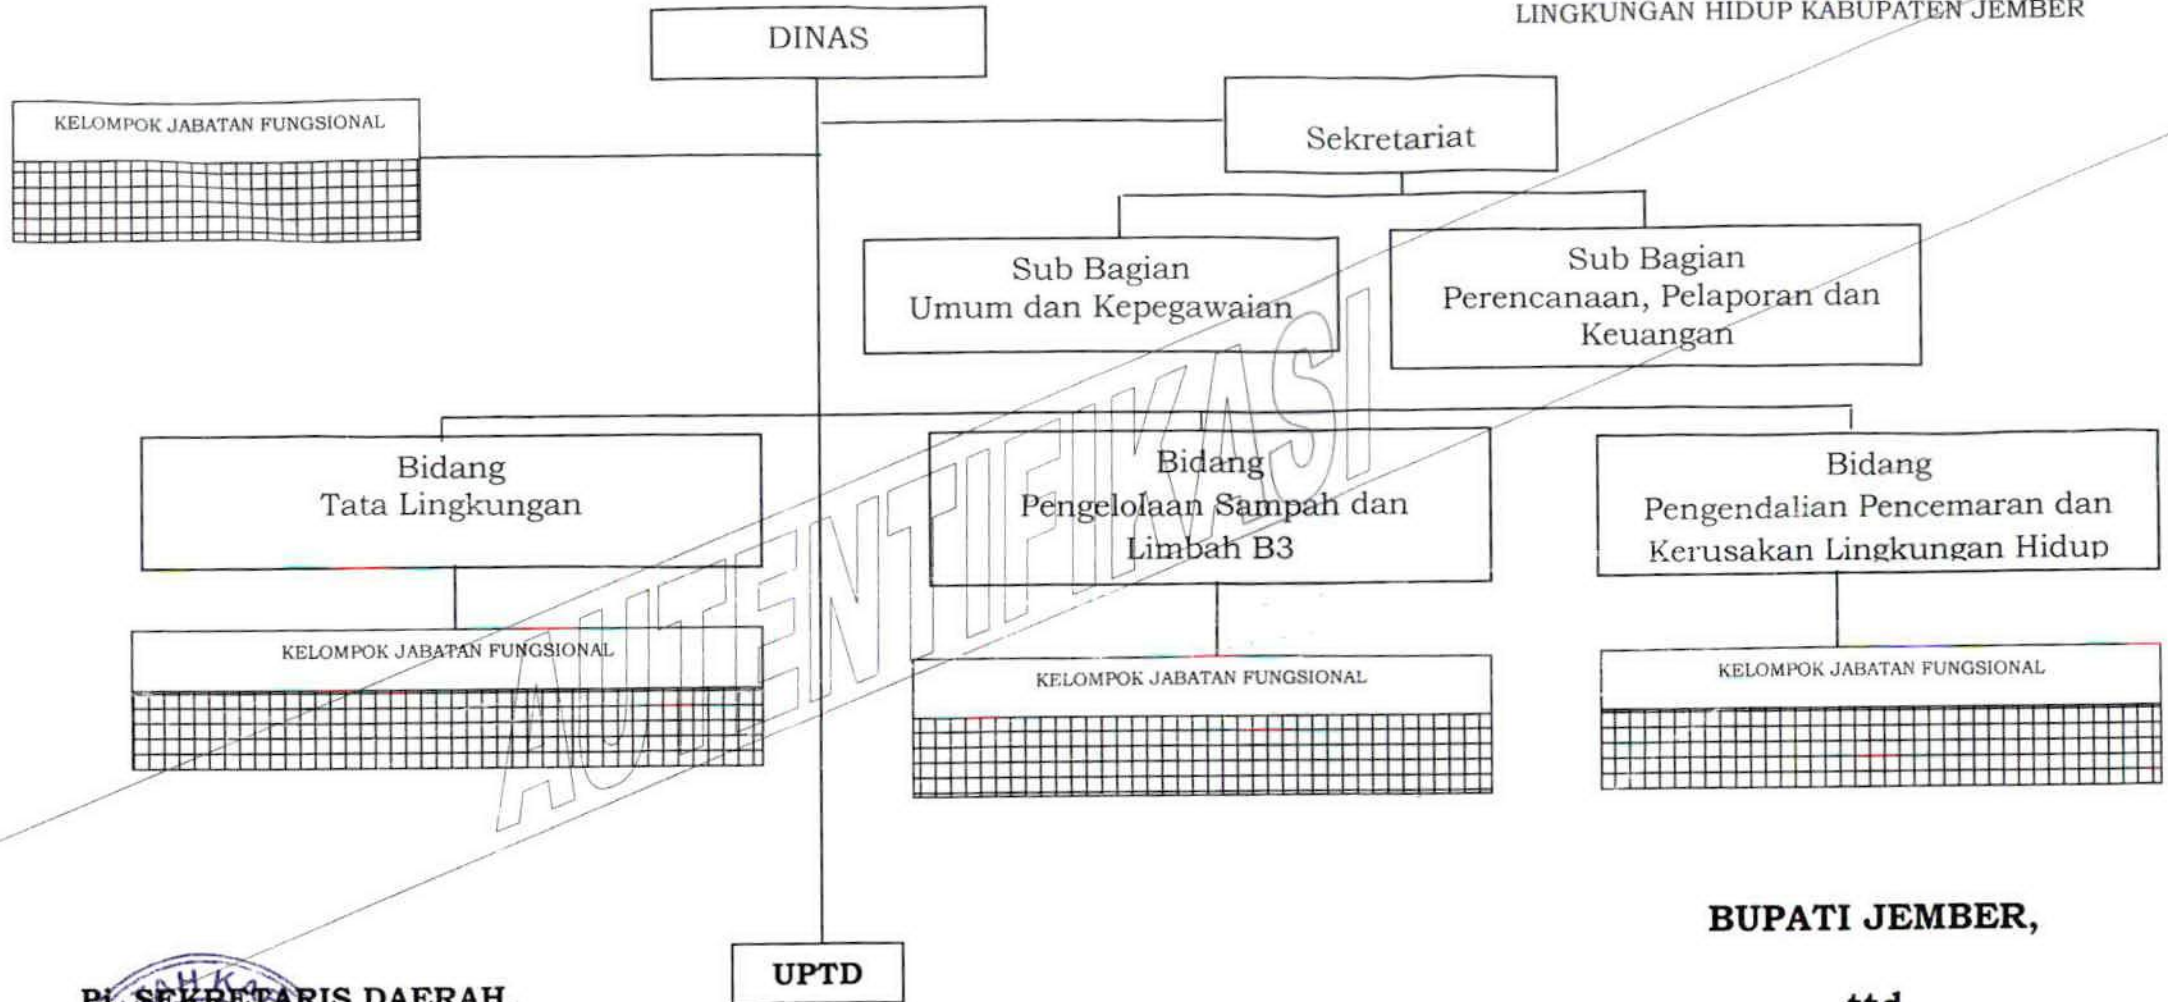 LINGKUNGAN HIDUP KABUPATEN JEMBER
DINAS
KELOMPOK JABATAN FUNGSIONAL
Sekretariat
Sub Bagian
Umum dan Kepegawaian
Sub Bagian
Perencanaan, Pelaporan dan
Keuangan
Bidang
Tata Lingkungan
Bidang
Pengelolaan Sampah dan
Limbah B3
Bidang
Pengendalian Pencemaran dan
Kerusakan Lingkungan Hidup
KELOMPOK JABATAN FUNGSIONAL
KELOMPOK JABATAN FUNGSIONAL
KELOMPOK JABATAN FUNGSIONAL
AUTENTIFIKASI
BUPATI JEMBER,
UPTD
Pj. SEKRETARIS DAERAH,
ttd